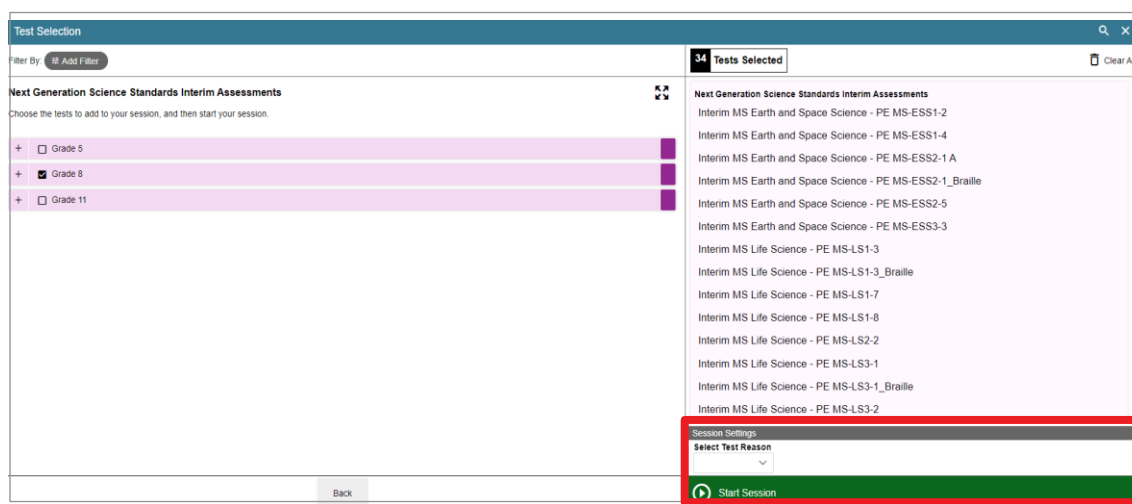 Test Selection
Filter By: Add Filter
34 Tests Selected
Clear A
Next Generation Science Standards Interim Assessments
Choose the tests to add to your session, and then start your session.
+ Grade 5
+ Grade 8
+ Grade 11
Next Generation Science Standards Interim Assessments
Interim MS Earth and Space Science - PE MS-ESS1-2
Interim MS Earth and Space Science - PE MS-ESS1-4
Interim MS Earth and Space Science - PE MS-ESS2-1 A
Interim MS Earth and Space Science - PE MS-ESS2-1_Braille
Interim MS Earth and Space Science - PE MS-ESS2-5
Interim MS Earth and Space Science - PE MS-ESS3-3
Interim MS Life Science - PE MS-LS1-3
Interim MS Life Science - PE MS-LS1-3_Braille
Interim MS Life Science - PE MS-LS1-7
Interim MS Life Science - PE MS-LS1-8
Interim MS Life Science - PE MS-LS2-2
Interim MS Life Science - PE MS-LS3-1
Interim MS Life Science - PE MS-LS3-1_Braille
Interim MS Life Science - PE MS-LS3-2
Session Settings
Select Test Reason
Back
Start Session